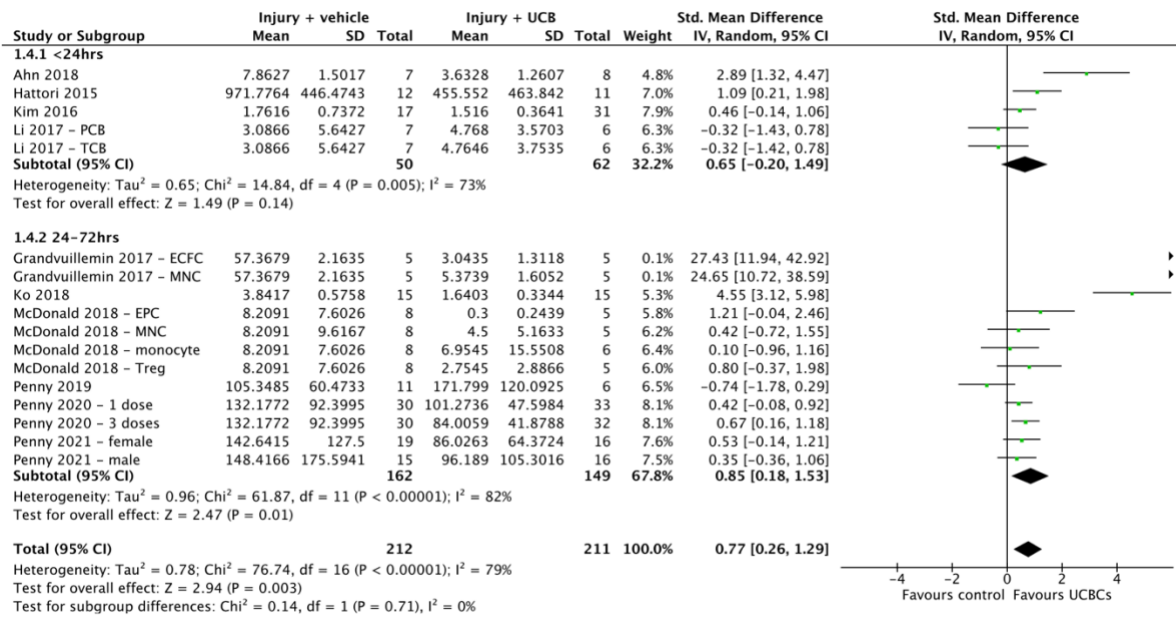 Injury + vehicle Injury + UCB Std. Mean Difference Std. Mean Difference
Study or Subgroup Mean SD Total Mean SD Total Weight IV, Random, 95% CI IV, Random, 95% CI
1.4.1 <24hrs
Ahn 2018 7.8627 1.5017 7 3.6328 1.2607 8 4.8% 2.89 [1.32, 4.47]
Hattori 2015 971.7764 446.4743 12 455.552 463.842 11 7.0% 1.09 [0.21, 1.98]
Kim 2016 1.7616 0.7372 17 1.516 0.3641 31 7.9% 0.46 [-0.14, 1.06]
Li 2017 – PCB 3.0866 5.6427 7 4.768 3.5703 6 6.3% -0.32 [-1.43, 0.78]
Li 2017 – TCB 3.0866 5.6427 7 4.7646 3.7535 6 6.3% -0.32 [-1.42, 0.78]
Subtotal (95% CI) 50 62 32.2% 0.65 [-0.20, 1.49]
Heterogeneity: Tau² = 0.65; Chi² = 14.84, df = 4 (P = 0.005); I² = 73%
Test for overall effect: Z = 1.49 (P = 0.14)
1.4.2 24-72hrs
Grandvuillemin 2017 – ECFC 57.3679 2.1635 5 3.0435 1.3118 5 0.1% 27.43 [11.94, 42.92]
Grandvuillemin 2017 – MNC 57.3679 2.1635 5 5.3739 1.6052 5 0.1% 24.65 [10.72, 38.59]
Ko 2018 3.8417 0.5758 15 1.6403 0.3344 15 5.3% 4.55 [3.12, 5.98]
McDonald 2018 – EPC 8.2091 7.6026 8 0.3 0.2439 5 5.8% 1.21 [-0.04, 2.46]
McDonald 2018 – MNC 8.2091 9.6167 8 4.5 5.1633 5 6.2% 0.42 [-0.72, 1.55]
McDonald 2018 – monocyte 8.2091 7.6026 8 6.9545 15.5508 6 6.4% 0.10 [-0.96, 1.16]
McDonald 2018 – Treg 8.2091 7.6026 8 2.7545 2.8866 5 6.0% 0.80 [-0.37, 1.98]
Penny 2019 105.3485 60.4733 11 171.799 120.0925 6 6.5% -0.74 [-1.78, 0.29]
Penny 2020 – 1 dose 132.1772 92.3995 30 101.2736 47.5984 33 8.1% 0.42 [-0.08, 0.92]
Penny 2020 – 3 doses 132.1772 92.3995 30 84.0059 41.8788 32 8.1% 0.67 [0.16, 1.18]
Penny 2021 – female 142.6415 127.5 19 86.0263 64.3724 16 7.6% 0.53 [-0.14, 1.21]
Penny 2021 – male 148.4166 175.5941 15 96.189 105.3016 16 7.5% 0.35 [-0.36, 1.06]
Subtotal (95% CI) 162 149 67.8% 0.85 [0.18, 1.53]
Heterogeneity: Tau² = 0.96; Chi² = 61.87, df = 11 (P < 0.00001); I² = 82%
Test for overall effect: Z = 2.47 (P = 0.01)
Total (95% CI) 212 211 100.0% 0.77 [0.26, 1.29]
Heterogeneity: Tau² = 0.78; Chi² = 76.74, df = 16 (P < 0.00001); I² = 79%
Test for overall effect: Z = 2.94 (P = 0.003)
Test for subgroup differences: Chi² = 0.14, df = 1 (P = 0.71), I² = 0%
-4 -2 0 2 4
Favours control Favours UCBCs